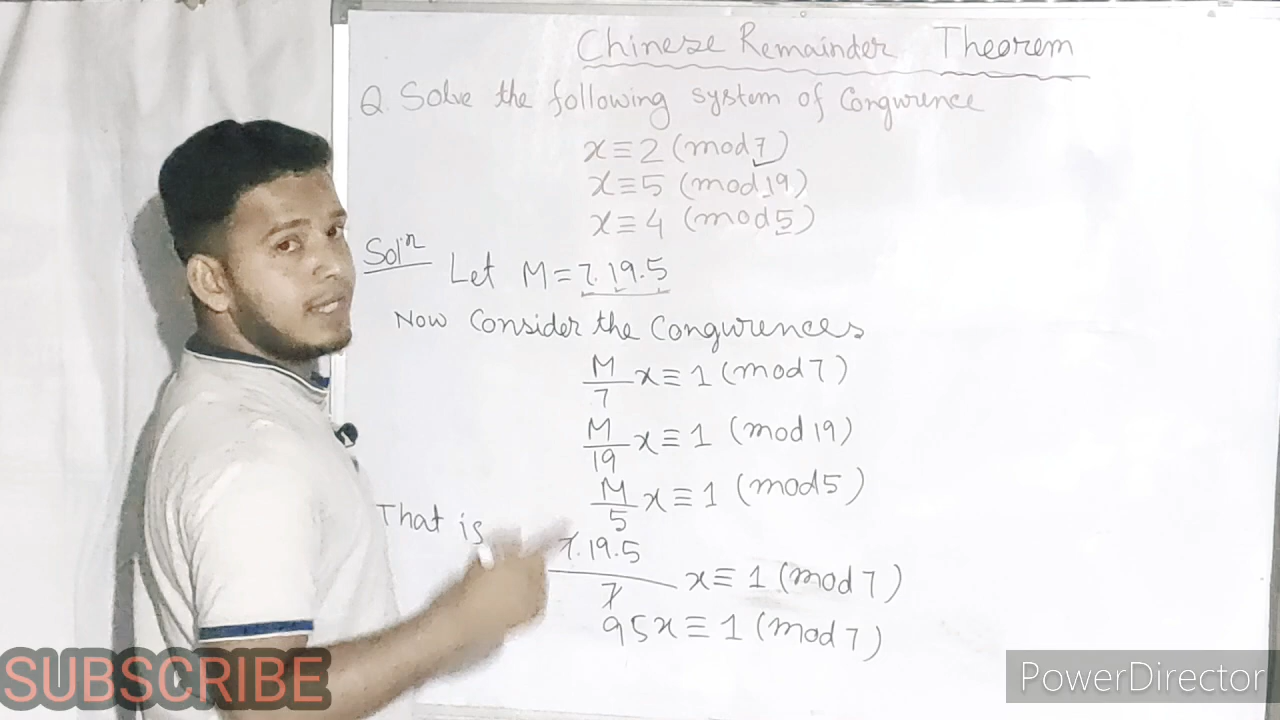 Chinese Remainder Theorem
Q. Solve the following system of Congurence
x≡2 (mod 7)
x≡5 (mod 19)
x≡4 (mod 5)
Solⁿ
Let M = 7.19.5
Now Consider the Congurences
M/7 x≡1 (mod 7)
M/19 x≡1 (mod 19)
M/5 x≡1 (mod 5)
That is
7.19.5/7 x≡1 (mod 7)
95x≡1 (mod 7)
SUBSCRIBE
PowerDirector